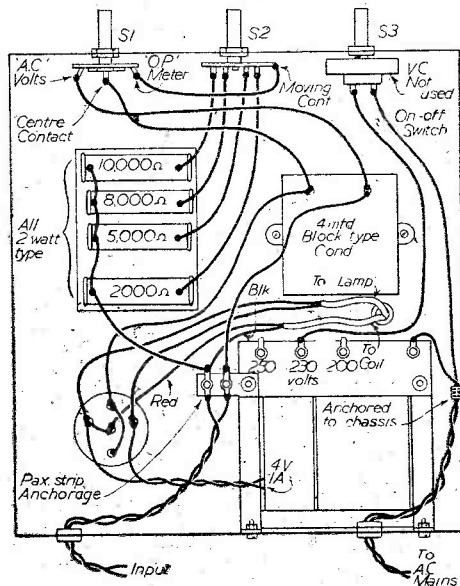 S1
S2
S3
'A.C'
Volts
'O.P.'
Meter
Moving
Cont
VC
Not
used
On-off
Switch
Centre
Contact
10,000Ω
8,000Ω
5,000Ω
2000Ω
All
2 watt
type
4 mfd
Block type
Cond
Blk
To Lamp
To
Coil
250
230
200
volts
Red
Anchored
to chassis
Pax. strip
Anchorage
4V
1A
Input
To
AC
Mains